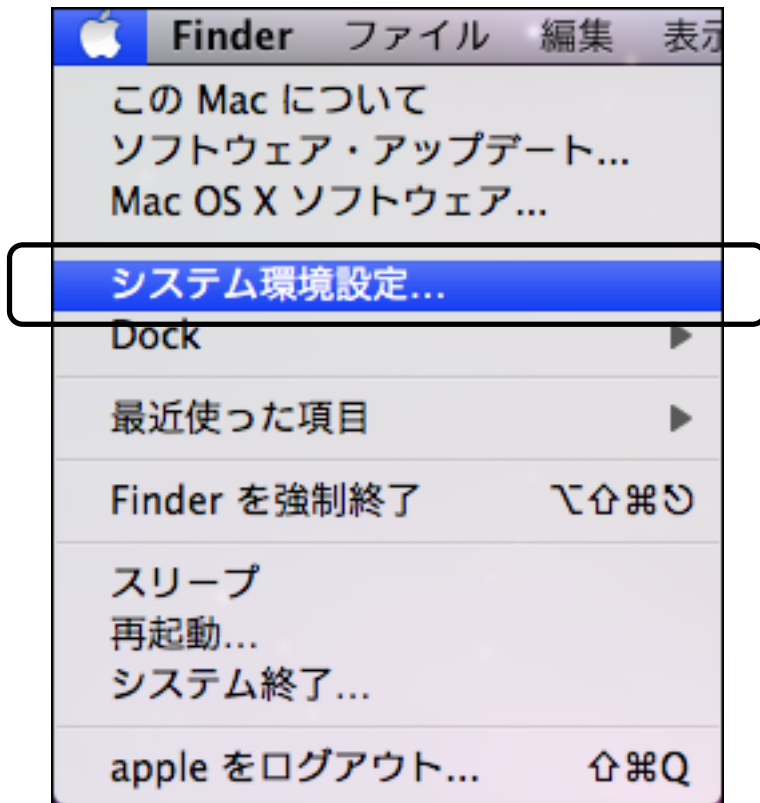 Finder ファイル 編集 表示
この Mac について
ソフトウェア・アップデート...
Mac OS X ソフトウェア...
システム環境設定...
Dock ▶
最近使った項目 ▶
Finder を強制終了 ⌥⇧⌘⎋
スリープ
再起動...
システム終了...
apple をログアウト... ⇧⌘Q